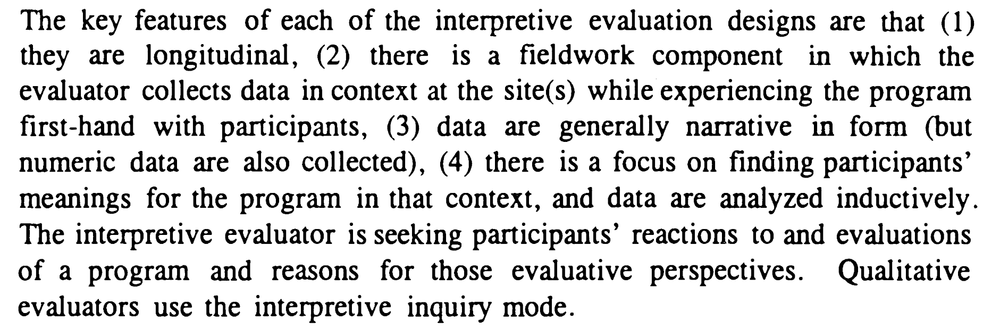 The key features of each of the interpretive evaluation designs are that (1)
they are longitudinal, (2) there is a fieldwork component in which the
evaluator collects data in context at the site(s) while experiencing the program
first-hand with participants, (3) data are generally narrative in form (but
numeric data are also collected), (4) there is a focus on finding participants’
meanings for the program in that context, and data are analyzed inductively.
The interpretive evaluator is seeking participants’ reactions to and evaluations
of a program and reasons for those evaluative perspectives. Qualitative
evaluators use the interpretive inquiry mode.